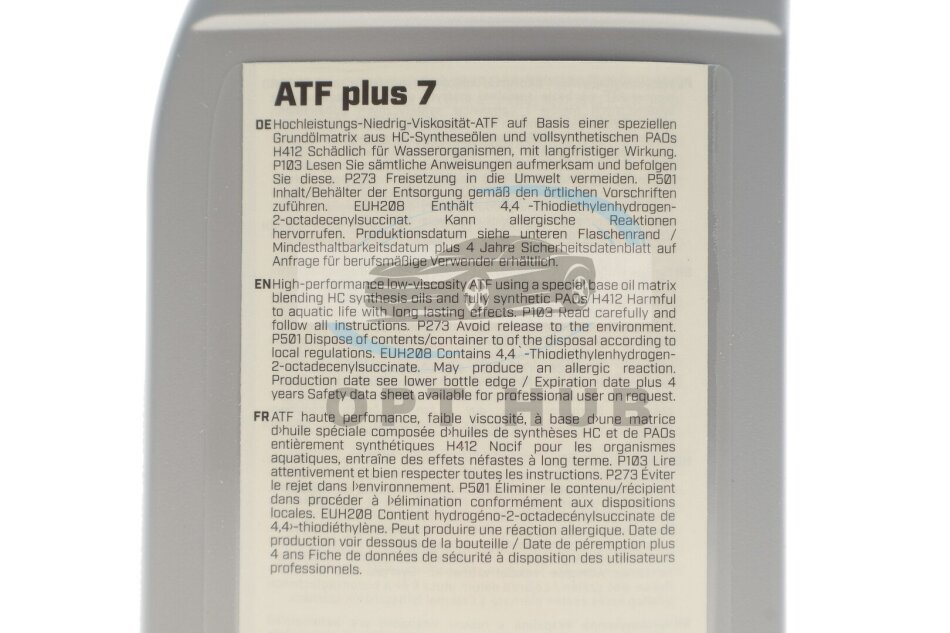 ATF plus 7
DE Hochleistungs-Niedrig-Viskosität-ATF auf Basis einer speziellen
Grundölmatrix aus HC-Syntheseölen und vollsynthetischen PAOs
H412 Schädlich für Wasserorganismen, mit langfristiger Wirkung.
P103 Lesen Sie sämtliche Anweisungen aufmerksam und befolgen
Sie diese. P273 Freisetzung in die Umwelt vermeiden. P501
Inhalt/Behälter der Entsorgung gemäß den örtlichen Vorschriften
zuführen. EUH208 Enthält 4,4´-Thiodiethylenhydrogen-
2-octadecenylsuccinat. Kann allergische Reaktionen
hervorrufen. Produktionsdatum siehe unteren Flaschenrand /
Mindesthaltbarkeitsdatum plus 4 Jahre Sicherheitsdatenblatt auf
Anfrage für berufsmäßige Verwender erhältlich.
EN High-performance low-viscosity ATF using a special base oil matrix
blending HC synthesis oils and fully synthetic PAOs H412 Harmful
to aquatic life with long lasting effects. P103 Read carefully and
follow all instructions. P273 Avoid release to the environment.
P501 Dispose of contents/container to of the disposal according to
local regulations. EUH208 Contains 4,4`-Thiodiethylenhydrogen-
2-octadecenylsuccinate. May produce an allergic reaction.
Production date see lower bottle edge / Expiration date plus 4
years Safety data sheet available for professional user on request.
OPT HUB
FR ATF haute perfomance, faible viscosité, à base d›une matrice
d›huile spéciale composée d›huiles de synthèses HC et de PAOs
entièrement synthétiques H412 Nocif pour les organismes
aquatiques, entraîne des effets néfastes à long terme. P103 Lire
attentivement et bien respecter toutes les instructions. P273 Éviter
le rejet dans l›environnement. P501 Éliminer le contenu/récipient
dans procéder à l›élimination conformément aux dispositions
locales. EUH208 Contient hydrogéno-2-octadecénylsuccinate de
4,4›-thiodiéthylène. Peut produire une réaction allergique. Date de
production voir dessous de la bouteille / Date de péremption plus
4 ans Fiche de données de sécurité à disposition des utilisateurs
professionnels.